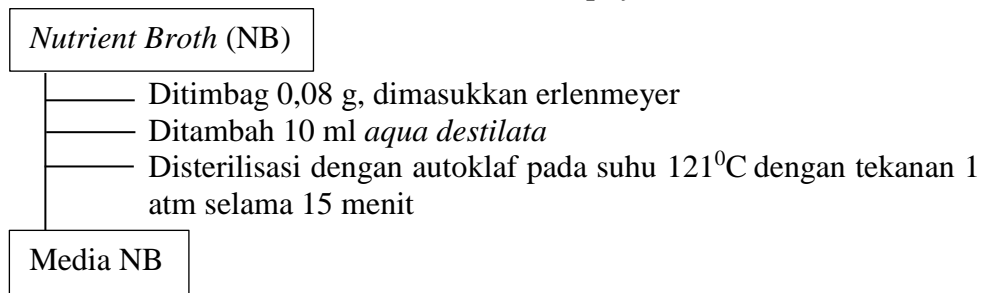 Nutrient Broth (NB)
Ditimbag 0,08 g, dimasukkan erlenmeyer
Ditambah 10 ml aqua destilata
Disterilisasi dengan autoklaf pada suhu 121⁰C dengan tekanan 1
atm selama 15 menit
Media NB